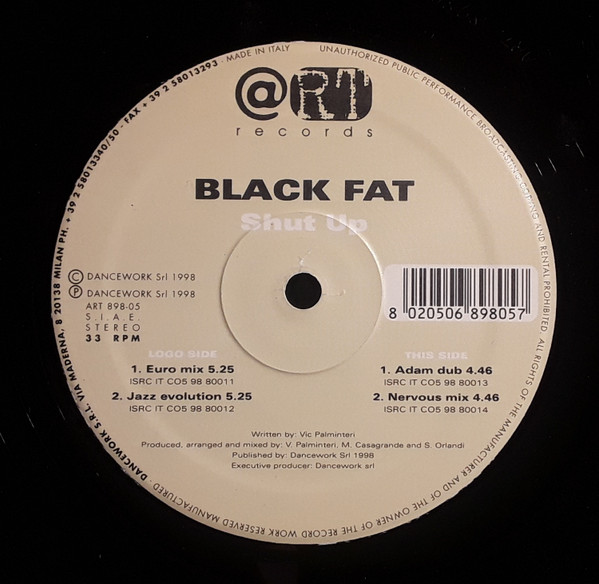 DANCEWORK S.R.L. VIA MADERNA, 8 20138 MILAN PH. + 39 2 58013340/50 · FAX + 39 2 58013293 · MADE IN ITALY
UNAUTHORIZED PUBLIC PERFORMANCE BROADCASTING COPYING AND RENTAL PROHIBITED. ALL RIGHTS OF THE MANUFACTURER AND OF THE OWNER OF THE RECORD WORK RESERVED MANUFACTURED ·
@RT
records
BLACK FAT
Shut Up
C DANCEWORK Srl 1998
P DANCEWORK Srl 1998
ART 898-05
S.I.A.E.
STEREO
33 RPM
8 020506 898057
LOGO SIDE
1. Euro mix 5.25
ISRC IT CO5 98 80011
2. Jazz evolution 5.25
ISRC IT CO5 98 80012
THIS SIDE
1. Adam dub 4.46
ISRC IT CO5 98 80013
2. Nervous mix 4.46
ISRC IT CO5 98 80014
Written by: Vic Palminteri
Produced, arranged and mixed by: V. Palminteri, M. Casagrande and S. Orlandi
Published by: Dancework Srl 1998
Executive producer: Dancework srl